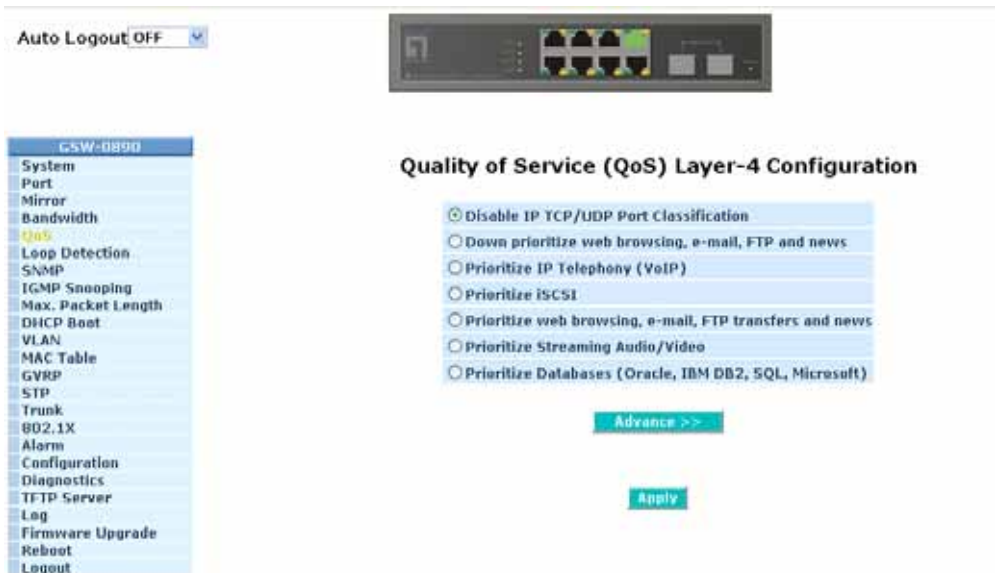 Auto Logout OFF
GSW-0890
System
Port
Mirror
Bandwidth
QoS
Loop Detection
SNMP
IGMP Snooping
Max. Packet Length
DHCP Boot
VLAN
MAC Table
GVRP
STP
Trunk
802.1X
Alarm
Configuration
Diagnostics
TFTP Server
Log
Firmware Upgrade
Reboot
Logout
Quality of Service (QoS) Layer-4 Configuration
Disable IP TCP/UDP Port Classification
Down prioritize web browsing, e-mail, FTP and news
Prioritize IP Telephony (VoIP)
Prioritize iSCSI
Prioritize web browsing, e-mail, FTP transfers and news
Prioritize Streaming Audio/Video
Prioritize Databases (Oracle, IBM DB2, SQL, Microsoft)
Advance >>
Apply